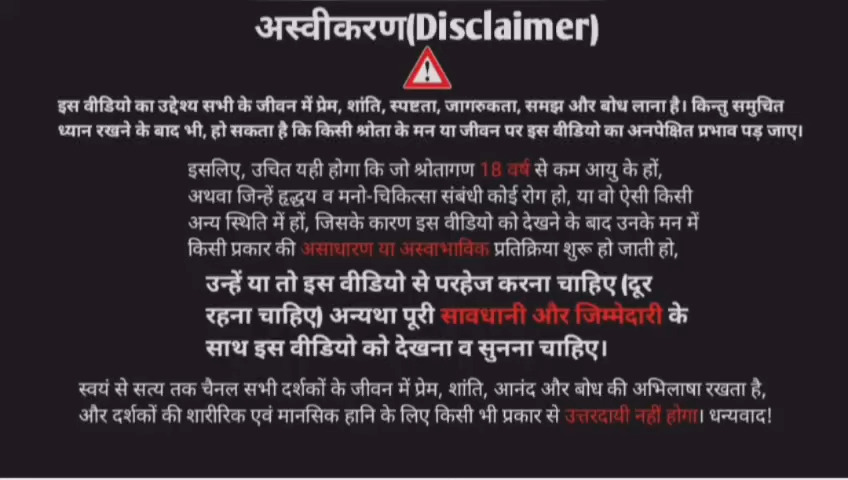 अस्वीकरण(Disclaimer)
इस वीडियो का उद्देश्य सभी के जीवन में प्रेम, शांति, स्पष्टता, जागरुकता, समझ और बोध लाना है। किन्तु समुचित
ध्यान रखने के बाद भी, हो सकता है कि किसी श्रोता के मन या जीवन पर इस वीडियो का अनपेक्षित प्रभाव पड़ जाए।
इसलिए, उचित यही होगा कि जो श्रोतागण 18 वर्ष से कम आयु के हों,
अथवा जिन्हें हृद्धय व मनो-चिकित्सा संबंधी कोई रोग हो, या वो ऐसी किसी
अन्य स्थिति में हों, जिसके कारण इस वीडियो को देखने के बाद उनके मन में
किसी प्रकार की असाधारण या अस्वाभाविक प्रतिक्रिया शुरू हो जाती हो,
उन्हें या तो इस वीडियो से परहेज करना चाहिए (दूर
रहना चाहिए) अन्यथा पूरी सावधानी और जिम्मेदारी के
साथ इस वीडियो को देखना व सुनना चाहिए।
स्वयं से सत्य तक चैनल सभी दर्शकों के जीवन में प्रेम, शांति, आनंद और बोध की अभिलाषा रखता है,
और दर्शकों की शारीरिक एवं मानसिक हानि के लिए किसी भी प्रकार से उत्तरदायी नहीं होगा। धन्यवाद!